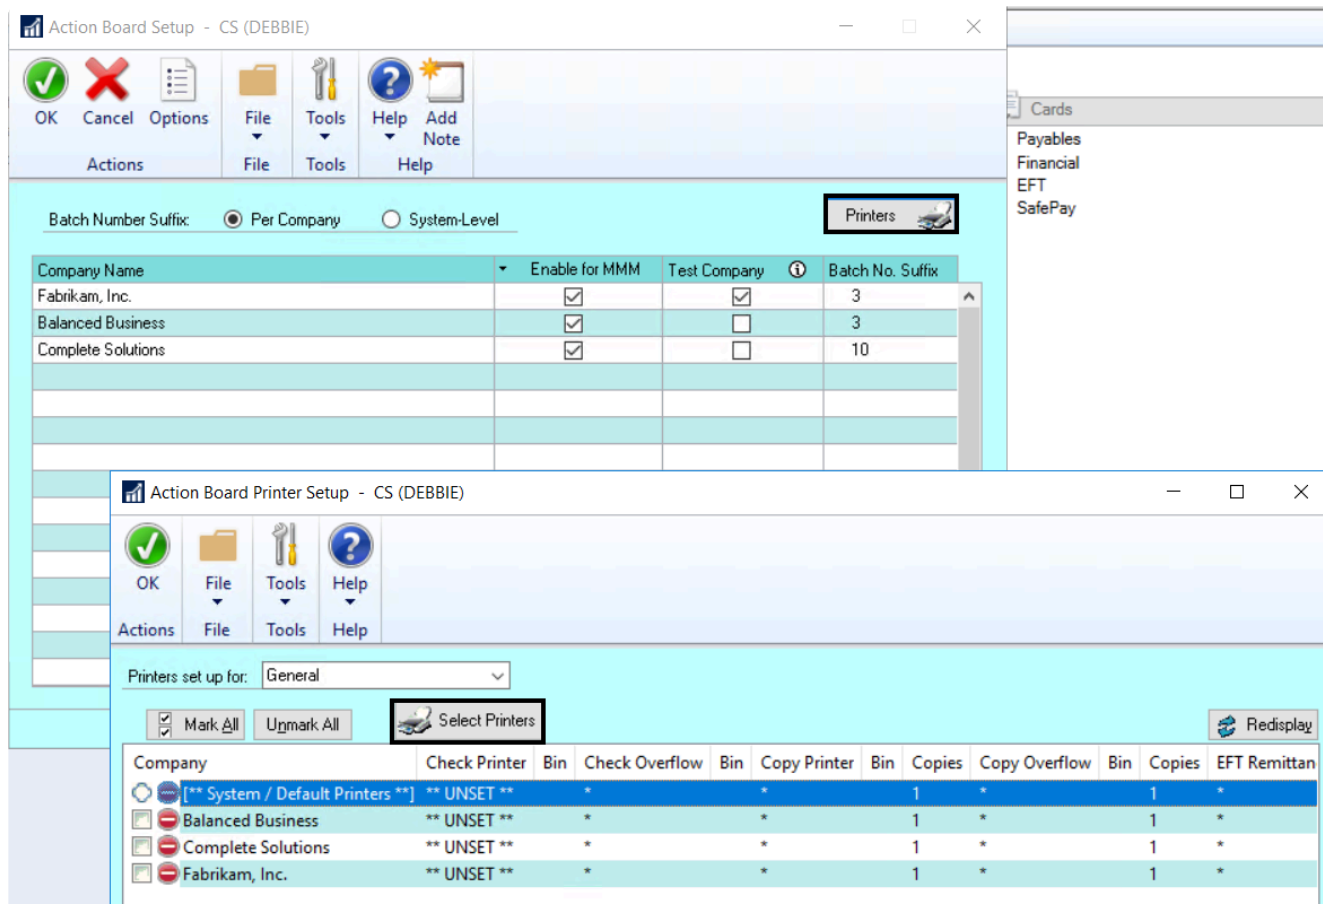 Action Board Setup - CS (DEBBIE)
OK Cancel Options File Tools Help Add Note
Actions File Tools Help
Cards
Payables
Financial
EFT
SafePay
Batch Number Suffix: Per Company System-Level Printers
Company Name Enable for MMM Test Company Batch No. Suffix
Fabrikam, Inc. 3
Balanced Business 3
Complete Solutions 10
Action Board Printer Setup - CS (DEBBIE)
OK File Tools Help
Actions File Tools Help
Printers set up for: General
Mark All Unmark All Select Printers Redisplay
Company Check Printer Bin Check Overflow Bin Copy Printer Bin Copies Copy Overflow Bin Copies EFT Remittan
[** System / Default Printers **] ** UNSET ** * * 1 * 1 *
Balanced Business ** UNSET ** * * 1 * 1 *
Complete Solutions ** UNSET ** * * 1 * 1 *
Fabrikam, Inc. ** UNSET ** * * 1 * 1 *